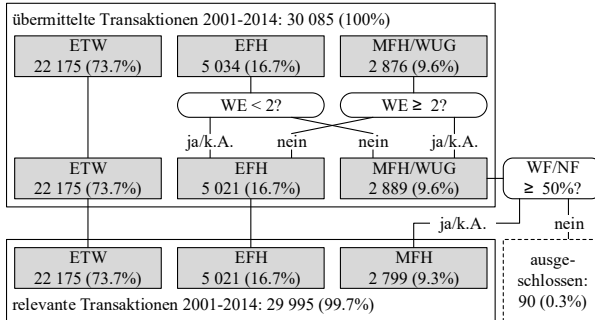 übermittelte Transaktionen 2001-2014: 30 085 (100%)
ETW
22 175 (73.7%)
EFH
5 034 (16.7%)
MFH/WUG
2 876 (9.6%)
WE < 2?
WE ≥ 2?
ja/k.A.
nein
nein
ja/k.A.
ETW
22 175 (73.7%)
EFH
5 021 (16.7%)
MFH/WUG
2 889 (9.6%)
WF/NF
≥ 50%?
ja/k.A.
nein
ETW
22 175 (73.7%)
EFH
5 021 (16.7%)
MFH
2 799 (9.3%)
ausge-
schlossen:
90 (0.3%)
relevante Transaktionen 2001-2014: 29 995 (99.7%)